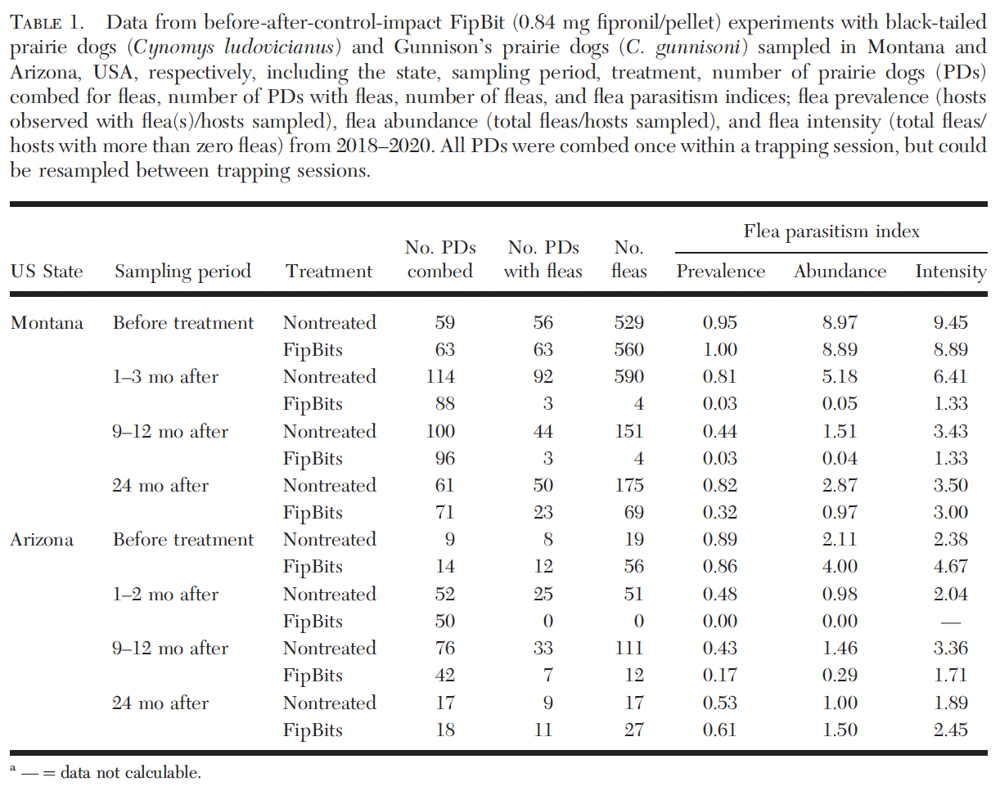 TABLE 1. Data from before-after-control-impact FipBit (0.84 mg fipronil/pellet) experiments with black-tailed
prairie dogs (Cynomys ludovicianus) and Gunnison's prairie dogs (C. gunnisoni) sampled in Montana and
Arizona, USA, respectively, including the state, sampling period, treatment, number of prairie dogs (PDs)
combed for fleas, number of PDs with fleas, number of fleas, and flea parasitism indices; flea prevalence (hosts
observed with flea(s)/hosts sampled), flea abundance (total fleas/hosts sampled), and flea intensity (total fleas/
hosts with more than zero fleas) from 2018–2020. All PDs were combed once within a trapping session, but could
be resampled between trapping sessions.
Flea parasitism index
US State Sampling period Treatment No. PDs combed No. PDs with fleas No. fleas Prevalence Abundance Intensity
Montana Before treatment Nontreated 59 56 529 0.95 8.97 9.45
FipBits 63 63 560 1.00 8.89 8.89
1–3 mo after Nontreated 114 92 590 0.81 5.18 6.41
FipBits 88 3 4 0.03 0.05 1.33
9–12 mo after Nontreated 100 44 151 0.44 1.51 3.43
FipBits 96 3 4 0.03 0.04 1.33
24 mo after Nontreated 61 50 175 0.82 2.87 3.50
FipBits 71 23 69 0.32 0.97 3.00
Arizona Before treatment Nontreated 9 8 19 0.89 2.11 2.38
FipBits 14 12 56 0.86 4.00 4.67
1–2 mo after Nontreated 52 25 51 0.48 0.98 2.04
FipBits 50 0 0 0.00 0.00 —
9–12 mo after Nontreated 76 33 111 0.43 1.46 3.36
FipBits 42 7 12 0.17 0.29 1.71
24 mo after Nontreated 17 9 17 0.53 1.00 1.89
FipBits 18 11 27 0.61 1.50 2.45
a — = data not calculable.